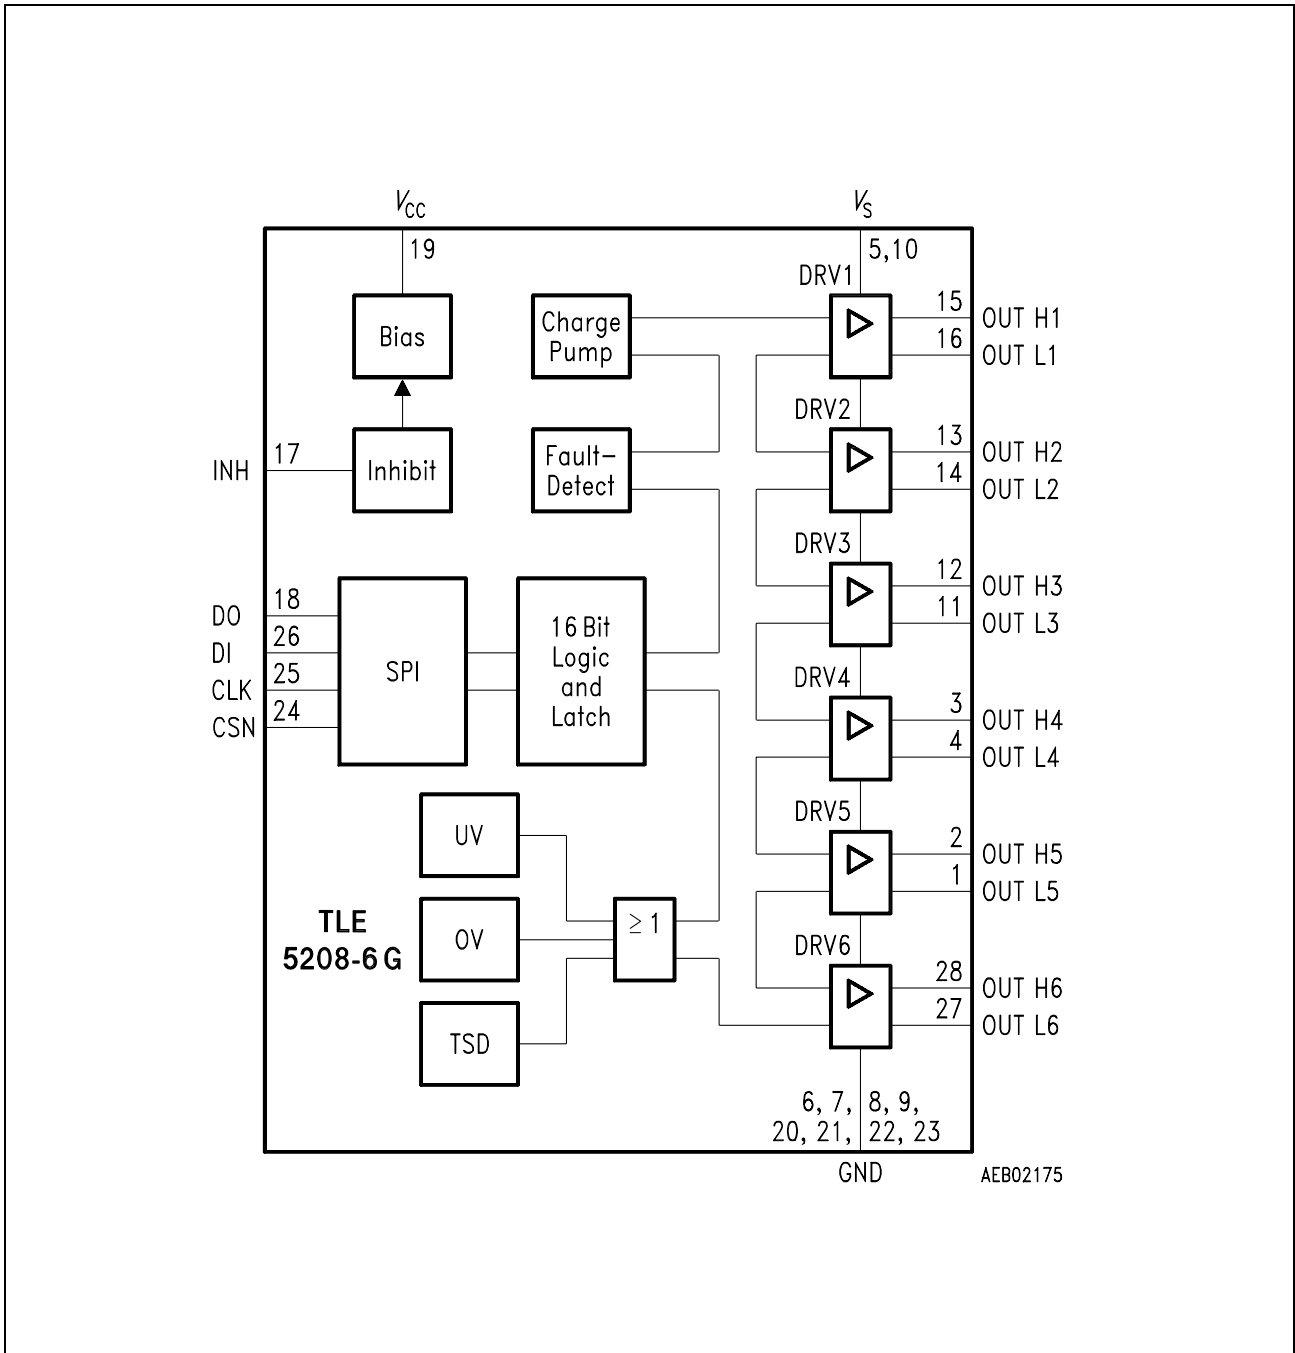 VCC
VS
19
5,10
DRV1
Bias
Charge
Pump
15
OUT H1
16
OUT L1
DRV2
INH
17
Inhibit
Fault–
Detect
13
OUT H2
14
OUT L2
DRV3
12
OUT H3
11
OUT L3
DO
18
DI
26
CLK
25
CSN
24
SPI
16 Bit
Logic
and
Latch
DRV4
3
OUT H4
4
OUT L4
UV
DRV5
2
OUT H5
1
OUT L5
TLE
5208-6 G
OV
≥ 1
DRV6
28
OUT H6
27
OUT L6
TSD
6, 7, 8, 9,
20, 21, 22, 23
GND
AEB02175